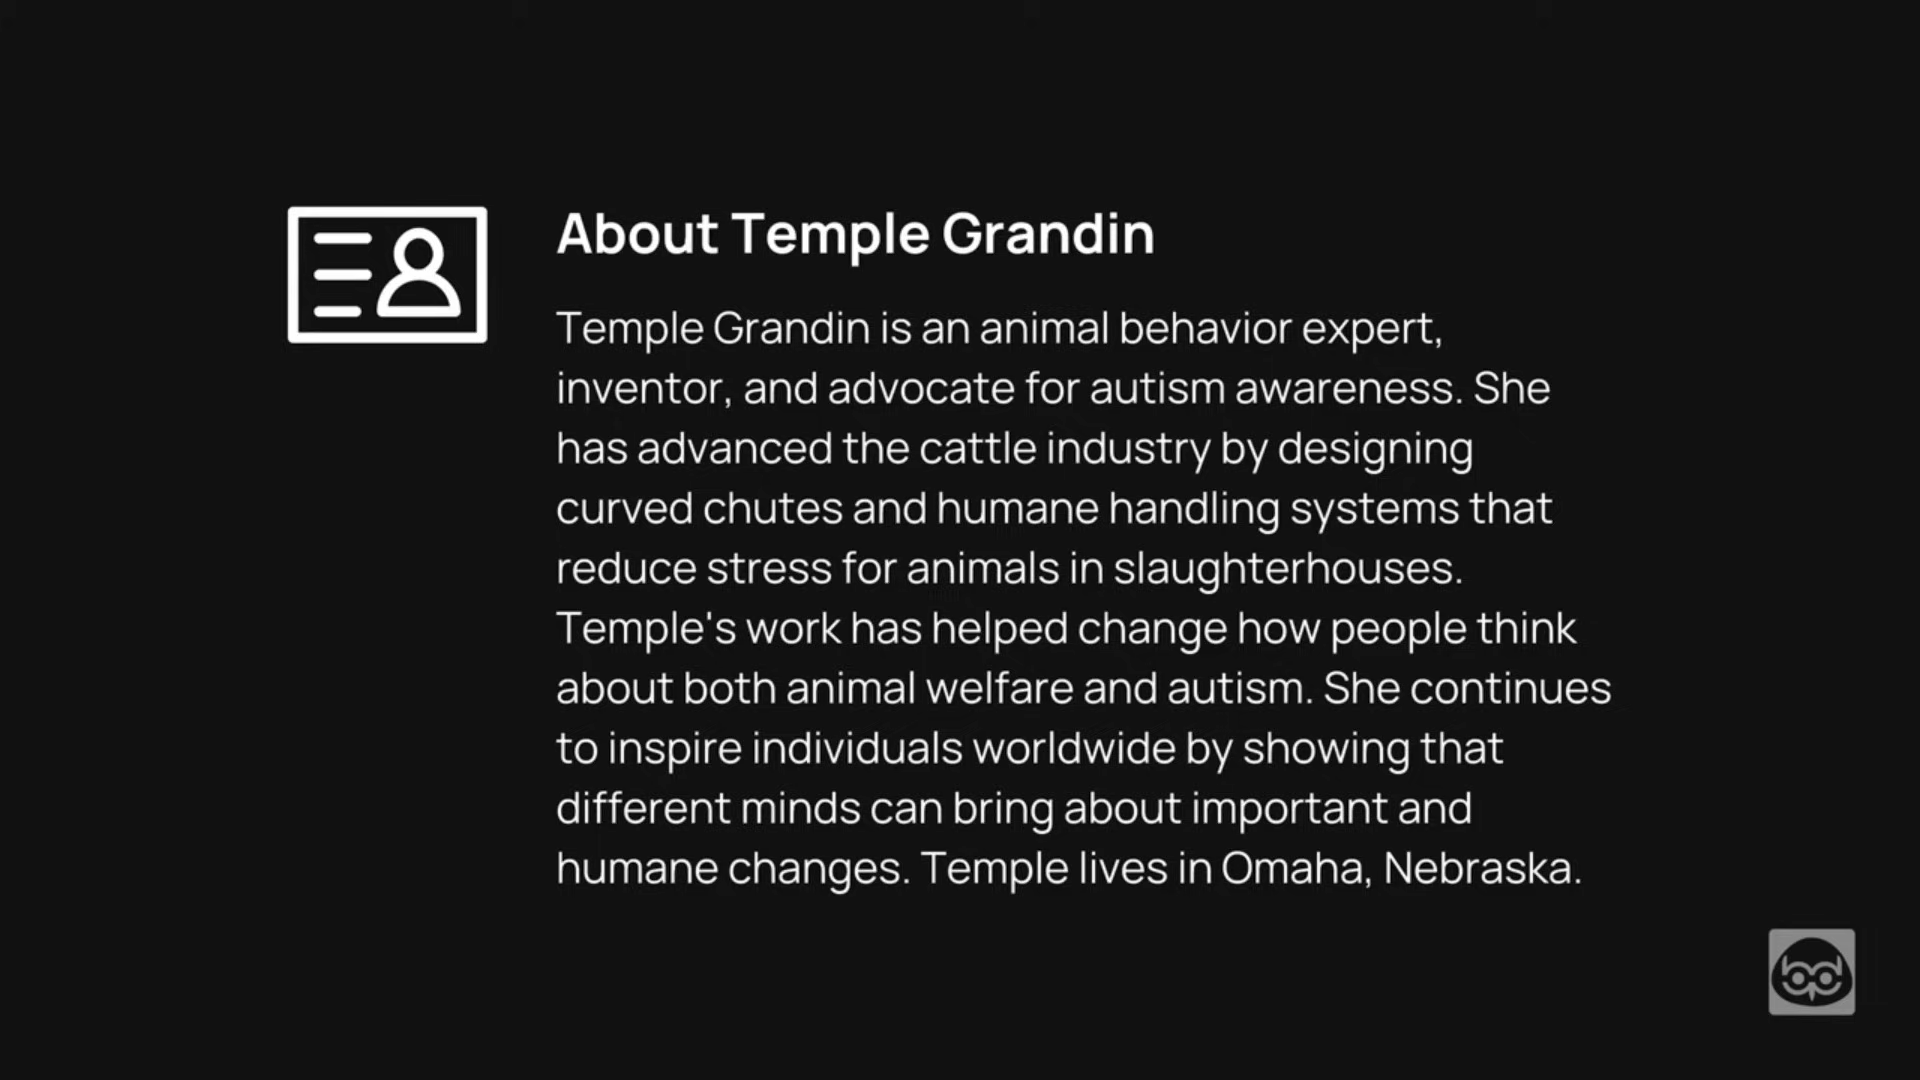 About Temple Grandin
Temple Grandin is an animal behavior expert,
inventor, and advocate for autism awareness. She
has advanced the cattle industry by designing
curved chutes and humane handling systems that
reduce stress for animals in slaughterhouses.
Temple's work has helped change how people think
about both animal welfare and autism. She continues
to inspire individuals worldwide by showing that
different minds can bring about important and
humane changes. Temple lives in Omaha, Nebraska.